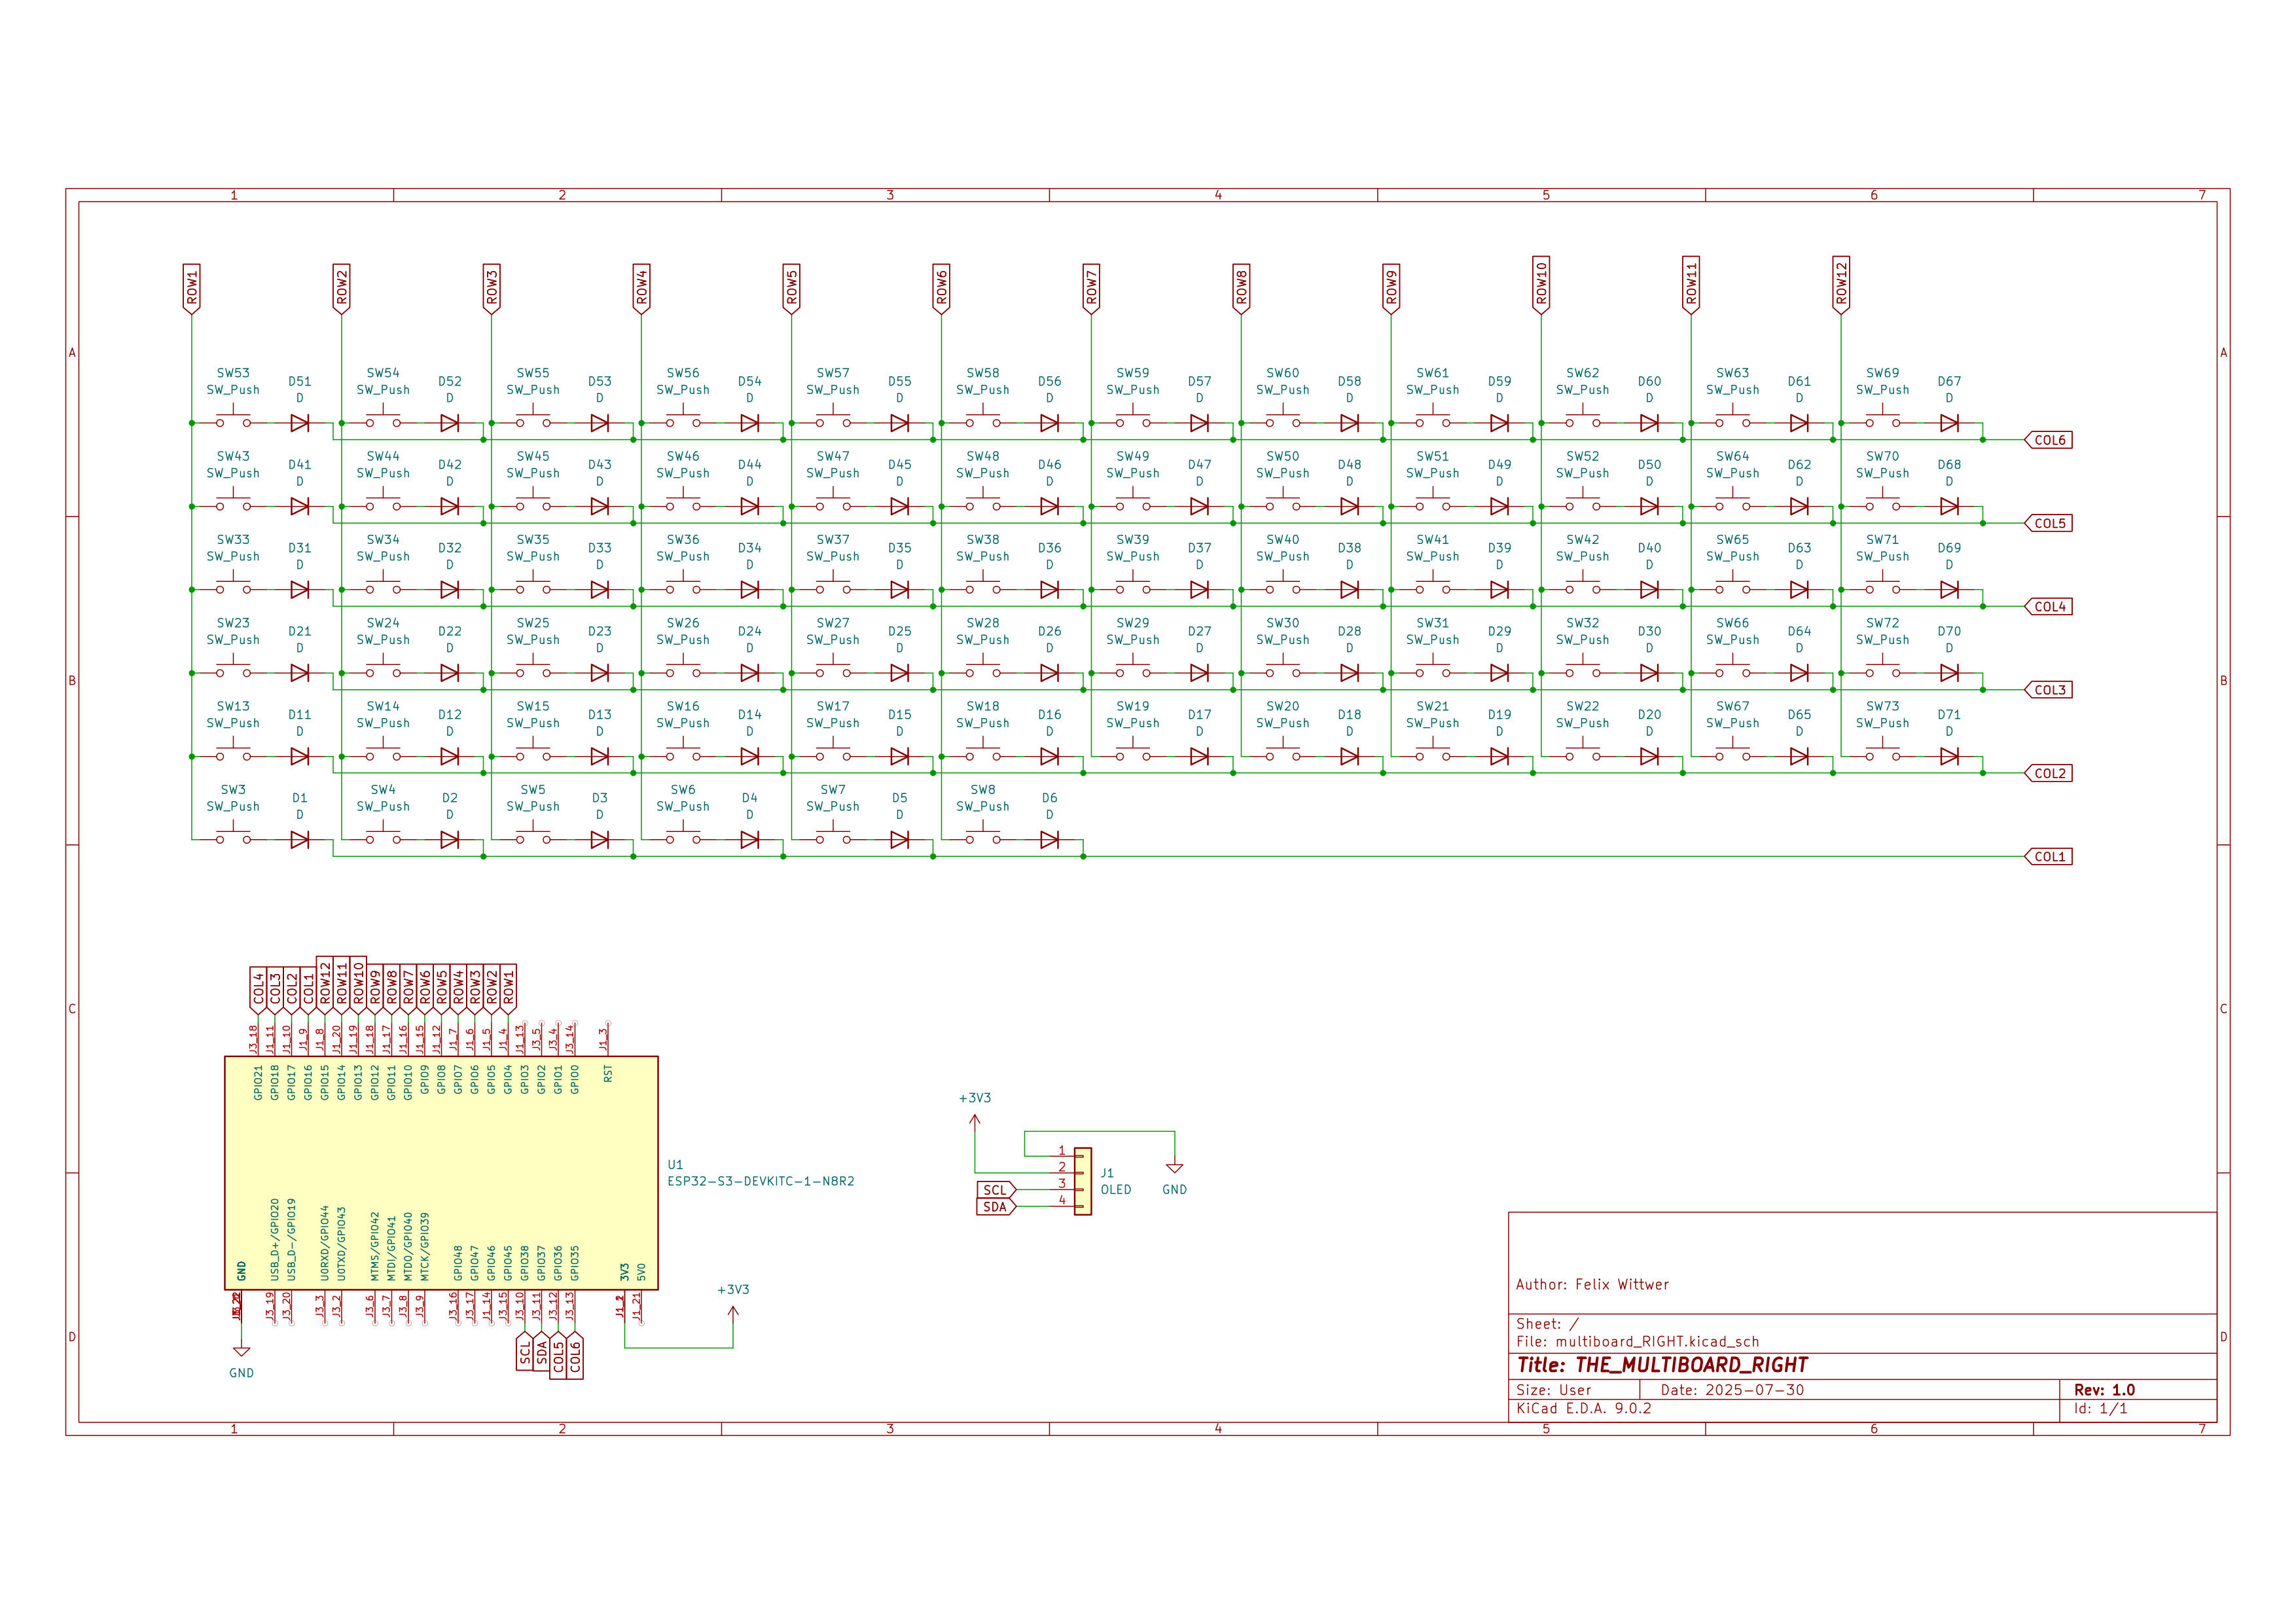 1 2 3 4 5 6 7
ROW1 ROW2 ROW3 ROW4 ROW5 ROW6 ROW7 ROW8 ROW9 ROW10 ROW11 ROW12
A A
SW53 SW54 SW55 SW56 SW57 SW58 SW59 SW60 SW61 SW62 SW63 SW69
SW_Push D51 SW_Push D52 SW_Push D53 SW_Push D54 SW_Push D55 SW_Push D56 SW_Push D57 SW_Push D58 SW_Push D59 SW_Push D60 SW_Push D61 SW_Push D67
D D D D D D D D D D D D
COL6
SW43 SW44 SW45 SW46 SW47 SW48 SW49 SW50 SW51 SW52 SW64 SW70
SW_Push D41 SW_Push D42 SW_Push D43 SW_Push D44 SW_Push D45 SW_Push D46 SW_Push D47 SW_Push D48 SW_Push D49 SW_Push D50 SW_Push D62 SW_Push D68
D D D D D D D D D D D D
COL5
SW33 SW34 SW35 SW36 SW37 SW38 SW39 SW40 SW41 SW42 SW65 SW71
SW_Push D31 SW_Push D32 SW_Push D33 SW_Push D34 SW_Push D35 SW_Push D36 SW_Push D37 SW_Push D38 SW_Push D39 SW_Push D40 SW_Push D63 SW_Push D69
D D D D D D D D D D D D
COL4
SW23 SW24 SW25 SW26 SW27 SW28 SW29 SW30 SW31 SW32 SW66 SW72
SW_Push D21 SW_Push D22 SW_Push D23 SW_Push D24 SW_Push D25 SW_Push D26 SW_Push D27 SW_Push D28 SW_Push D29 SW_Push D30 SW_Push D64 SW_Push D70
D D D D D D D D D D D D
B B
COL3
SW13 SW14 SW15 SW16 SW17 SW18 SW19 SW20 SW21 SW22 SW67 SW73
SW_Push D11 SW_Push D12 SW_Push D13 SW_Push D14 SW_Push D15 SW_Push D16 SW_Push D17 SW_Push D18 SW_Push D19 SW_Push D20 SW_Push D65 SW_Push D71
D D D D D D D D D D D D
COL2
SW3 SW4 SW5 SW6 SW7 SW8
SW_Push D1 SW_Push D2 SW_Push D3 SW_Push D4 SW_Push D5 SW_Push D6
D D D D D D
COL1
COL4 COL3 COL2 COL1 ROW12 ROW11 ROW10 ROW9 ROW8 ROW7 ROW6 ROW5 ROW4 ROW3 ROW2 ROW1
C C
J3_18 J1_11 J1_10 J1_9 J1_8 J1_20 J1_19 J1_18 J1_17 J1_16 J1_15 J1_12 J1_7 J1_6 J1_5 J1_4 J1_13 J3_5 J3_4 J3_14 J1_3
GPIO21 GPIO18 GPIO17 GPIO16 GPIO15 GPIO14 GPIO13 GPIO12 GPIO11 GPIO10 GPIO9 GPIO8 GPIO7 GPIO6 GPIO5 GPIO4 GPIO3 GPIO2 GPIO1 GPIO0 RST
U1
ESP32-S3-DEVKITC-1-N8R2
GND USB_D+/GPIO20 USB_D-/GPIO19 U0RXD/GPIO44 U0TXD/GPIO43 MTMS/GPIO42 MTDI/GPIO41 MTDO/GPIO40 MTCK/GPIO39 GPIO48 GPIO47 GPIO46 GPIO45 GPIO38 GPIO37 GPIO36 GPIO35 3V3 5V0
J3_19 J3_20 J3_3 J3_2 J3_6 J3_7 J3_8 J3_9 J3_16 J3_17 J1_14 J3_15 J3_10 J3_11 J3_12 J3_13 J1_21
SCL SDA COL5 COL6
+3V3
GND
+3V3
1
2
3
4
J1
OLED
SCL
SDA
GND
Author: Felix Wittwer
Sheet: /
File: multiboard_RIGHT.kicad_sch
D D
Title: THE_MULTIBOARD_RIGHT
Size: User Date: 2025-07-30 Rev: 1.0
KiCad E.D.A. 9.0.2 Id: 1/1
1 2 3 4 5 6 7